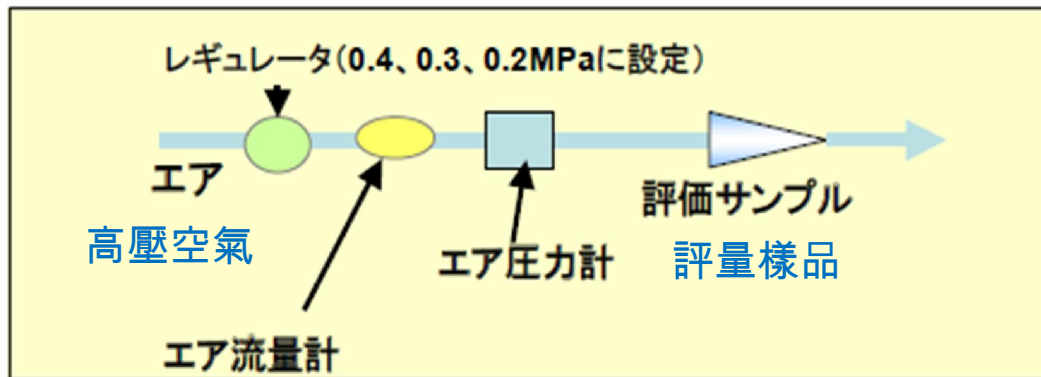 レギュレータ(0.4、0.3、0.2MPaに設定)
エア
評価サンプル
高壓空氣
エア圧力計
評量樣品
エア流量計